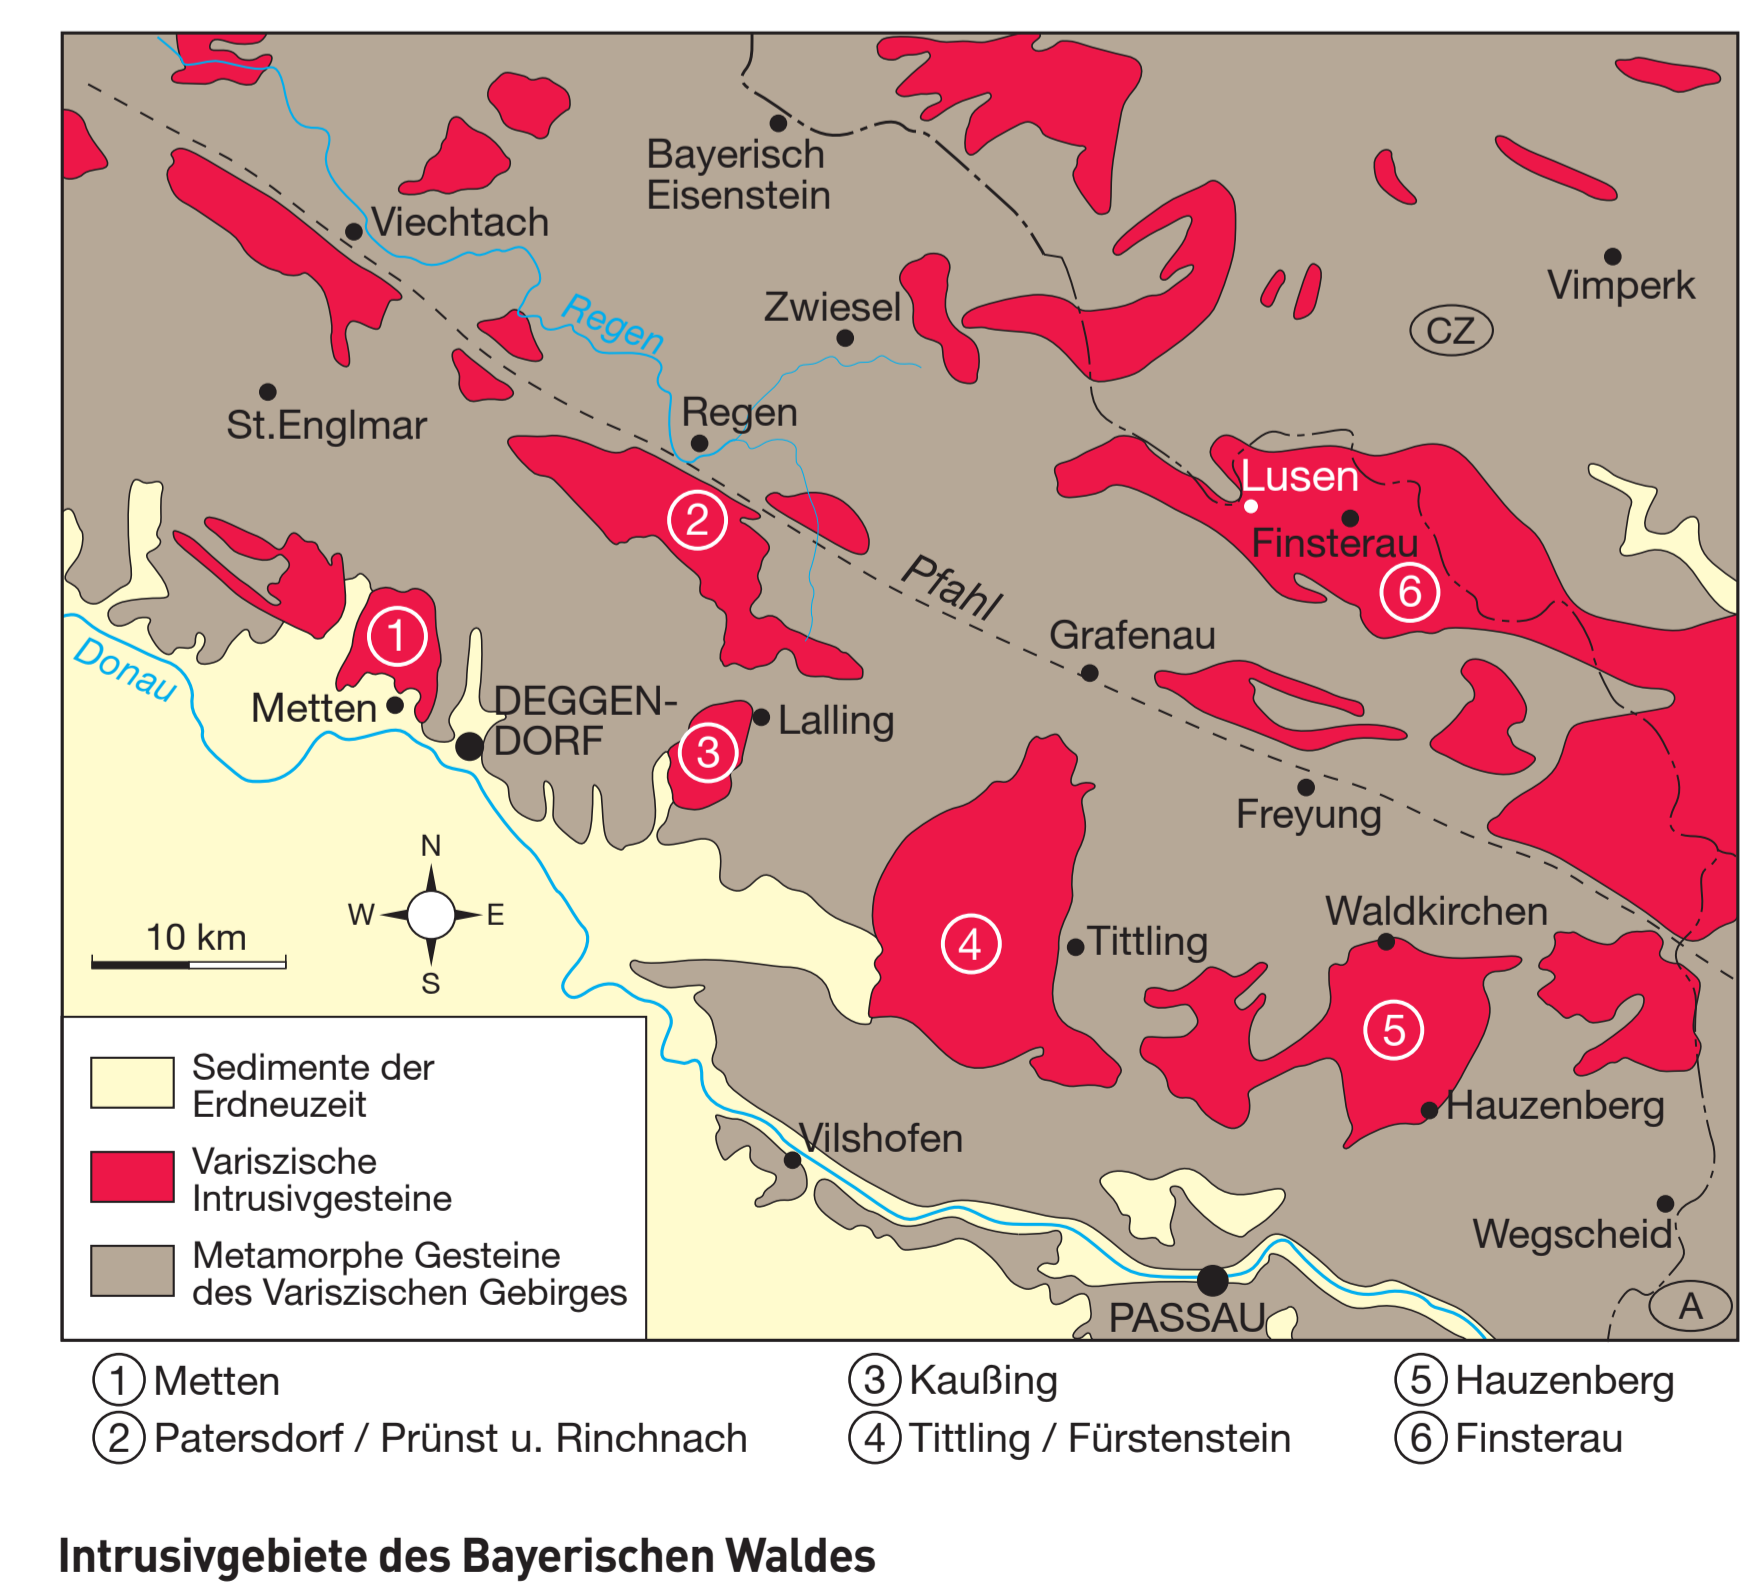 Bayerisch
Eisenstein
Viechtach
Vimperk
Zwiesel
CZ
Regen
Regen
St.Englmar
Lusen
2
Finsterau
Pfahl
6
1
Grafenau
Donau
Metten
DEGGEN-
DORF
Lalling
3
Freyung
N
W E
S
10 km
Waldkirchen
4
Tittling
5
Hauzenberg
Vilshofen
Wegscheid
PASSAU
A
Sedimente der
Erdneuzeit
Variszische
Intrusivgesteine
Metamorphe Gesteine
des Variszischen Gebirges
1 Metten
2 Patersdorf / Prünst u. Rinchnach
3 Kaußing
4 Tittling / Fürstenstein
5 Hauzenberg
6 Finsterau
Intrusivgebiete des Bayerischen Waldes